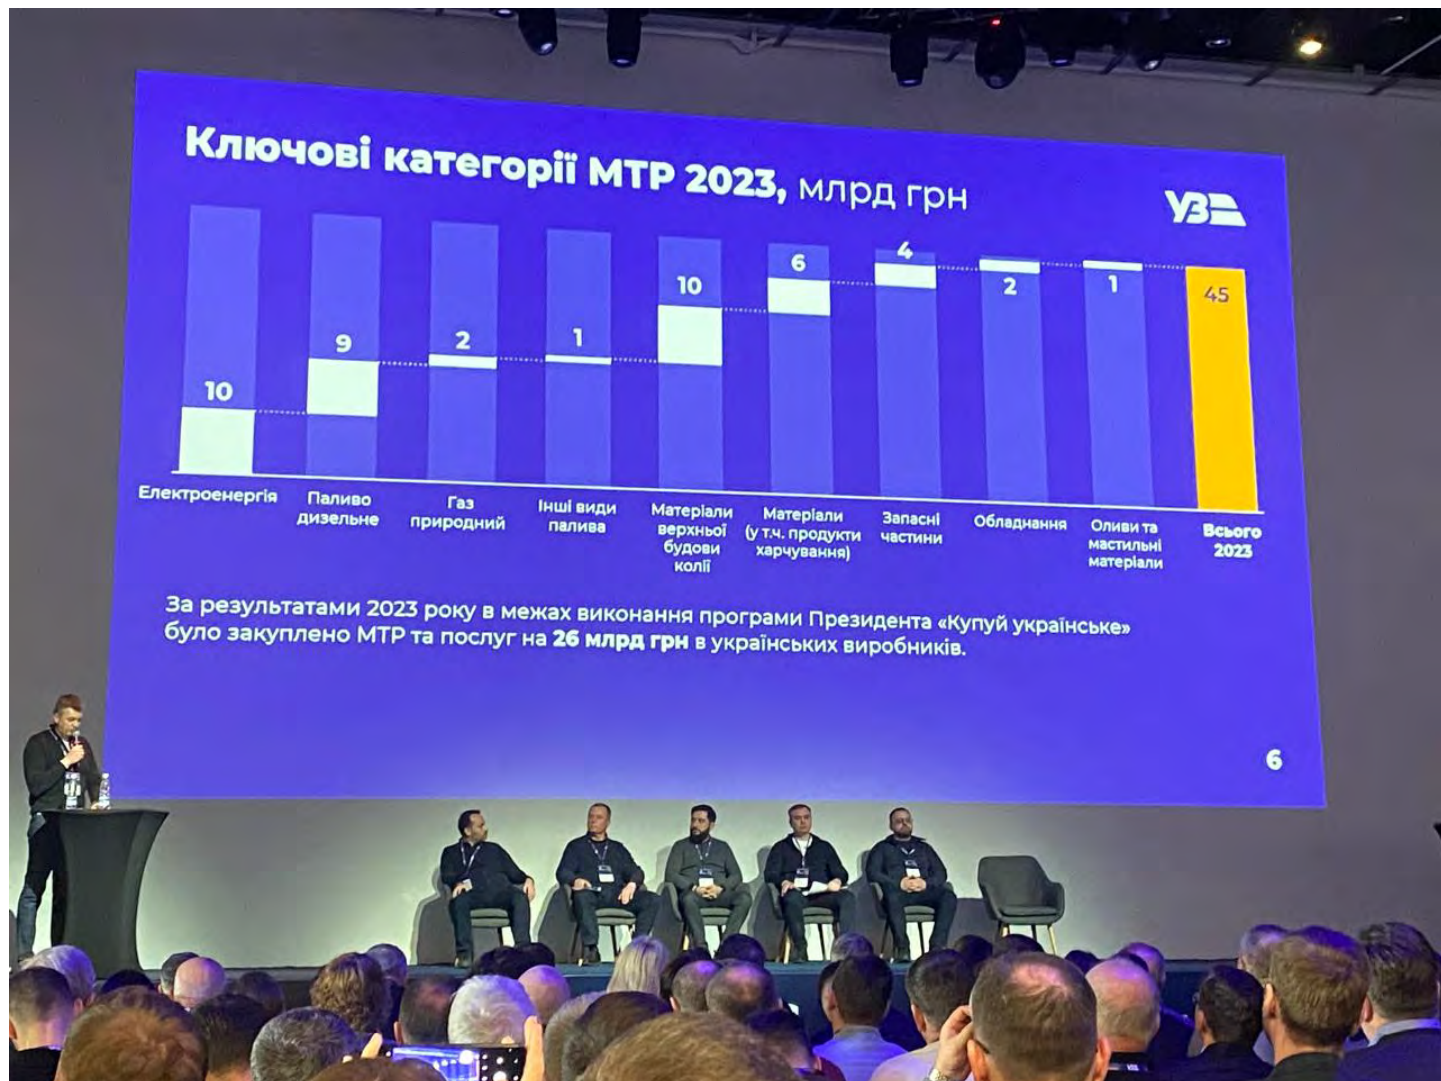 Ключові категорії МТР 2023, млрд грн
УЗ
10
9
2
1
10
6
4
2
1
45
Електроенергія
Паливо
дизельне
Газ
природний
Інші види
палива
Матеріали
верхньої
будови
колії
Матеріали
(у т.ч. продукти
харчування)
Запасні
частини
Обладнання
Оливи та
мастильні
матеріали
Всього
2023
За результатами 2023 року в межах виконання програми Президента «Купуй українське»
було закуплено МТР та послуг на 26 млрд грн в українських виробників.
6